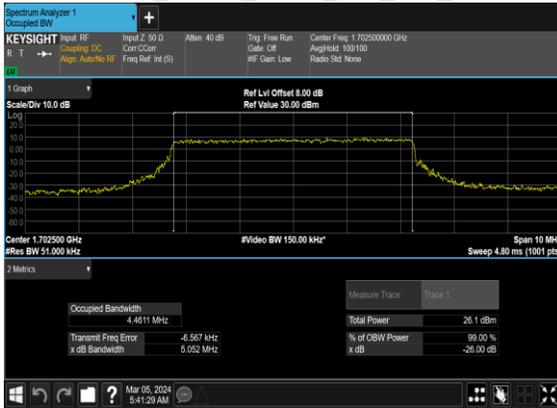 Spectrum Analyzer 1
Occupied BW
KEYSIGHT
R T
LXI
Input: RF
Coupling: DC
Align: Auto/No RF
Input Z: 50 Ω
Corr CCorr
Freq Ref: Int (S)
Atten: 40 dB
Trig: Free Run
Gate: Off
#IF Gain: Low
Center Freq: 1.702500000 GHz
Avg|Hold: 100/100
Radio Std: None
1 Graph
Scale/Div 10.0 dB
Ref Lvl Offset 8.00 dB
Ref Value 30.00 dBm
Log
20.0
10.0
0.00
-10.0
-20.0
-30.0
-40.0
-50.0
-60.0
Center 1.702500 GHz
#Res BW 51.000 kHz
#Video BW 150.00 kHz*
Span 10 MH
Sweep 4.80 ms (1001 pts
2 Metrics
Occupied Bandwidth
4.4611 MHz
Transmit Freq Error -6.567 kHz
x dB Bandwidth 5.052 MHz
Measure Trace Trace 1
Total Power 26.1 dBm
% of OBW Power 99.00 %
x dB -26.00 dB
Mar 05, 2024
5:41:29 AM